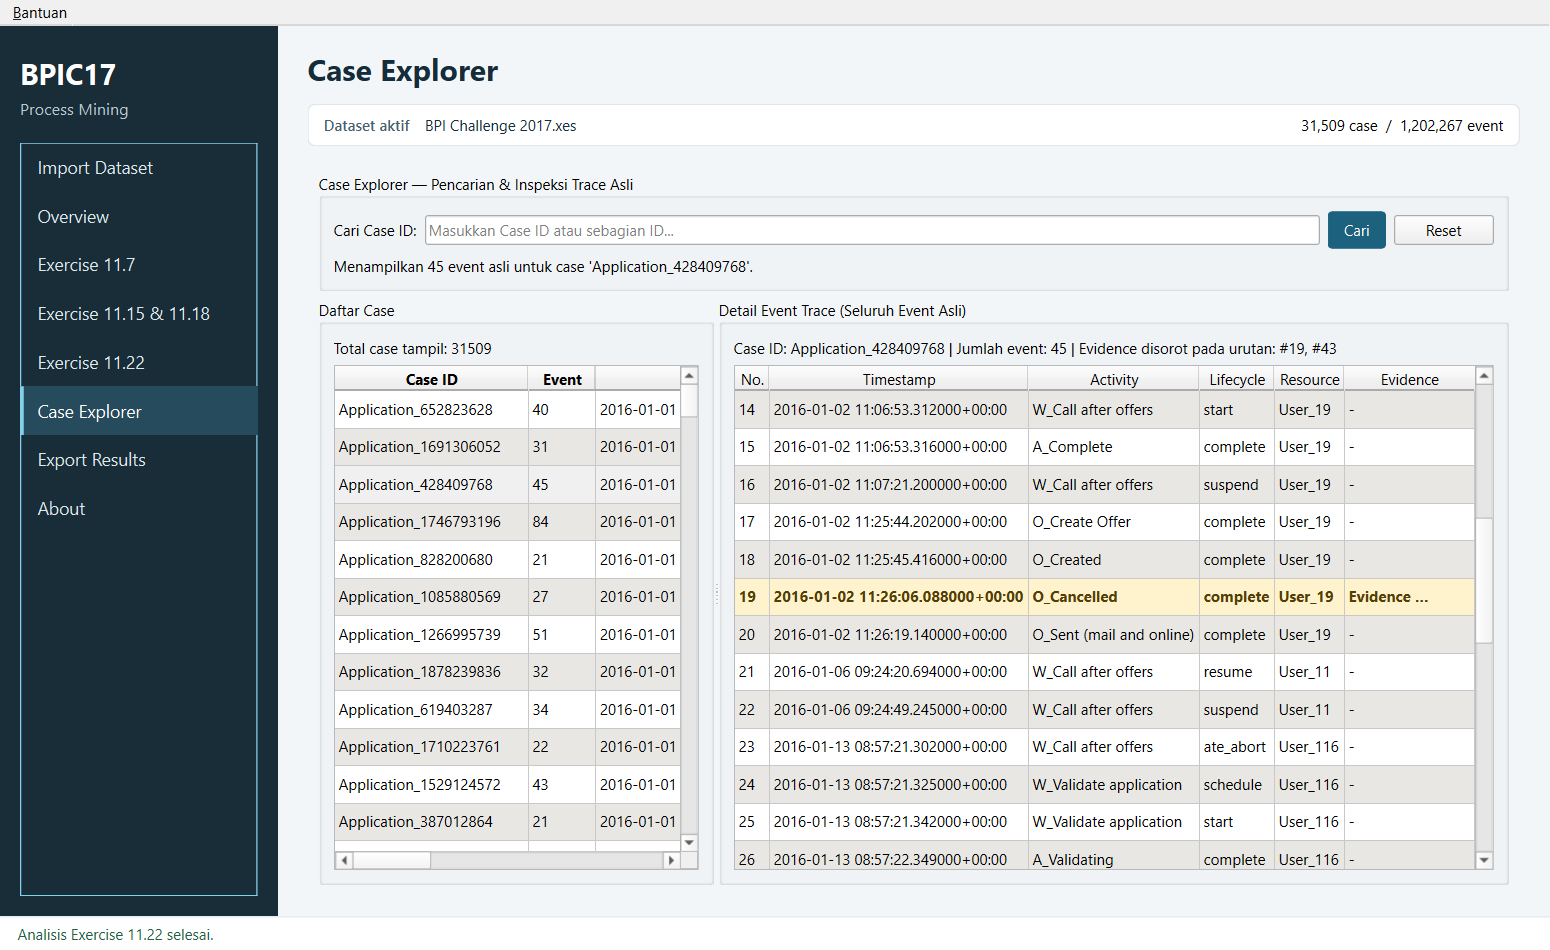 Bantuan
BPIC17
Process Mining
Import Dataset
Overview
Exercise 11.7
Exercise 11.15 & 11.18
Exercise 11.22
Case Explorer
Export Results
About
Case Explorer
Dataset aktif BPI Challenge 2017.xes 31,509 case / 1,202,267 event
Case Explorer — Pencarian & Inspeksi Trace Asli
Cari Case ID: Masukkan Case ID atau sebagian ID... Cari Reset
Menampilkan 45 event asli untuk case 'Application_428409768'.
Daftar Case
Total case tampil: 31509
Case ID Event
Application_652823628 40 2016-01-01
Application_1691306052 31 2016-01-01
Application_428409768 45 2016-01-01
Application_1746793196 84 2016-01-01
Application_828200680 21 2016-01-01
Application_1085880569 27 2016-01-01
Application_1266995739 51 2016-01-01
Application_1878239836 32 2016-01-01
Application_619403287 34 2016-01-01
Application_1710223761 22 2016-01-01
Application_1529124572 43 2016-01-01
Application_387012864 21 2016-01-01
Detail Event Trace (Seluruh Event Asli)
Case ID: Application_428409768 | Jumlah event: 45 | Evidence disorot pada urutan: #19, #43
No. Timestamp Activity Lifecycle Resource Evidence
14 2016-01-02 11:06:53.312000+00:00 W_Call after offers start User_19 -
15 2016-01-02 11:06:53.316000+00:00 A_Complete complete User_19 -
16 2016-01-02 11:07:21.200000+00:00 W_Call after offers suspend User_19 -
17 2016-01-02 11:25:44.202000+00:00 O_Create Offer complete User_19 -
18 2016-01-02 11:25:45.416000+00:00 O_Created complete User_19 -
19 2016-01-02 11:26:06.088000+00:00 O_Cancelled complete User_19 Evidence ...
20 2016-01-02 11:26:19.140000+00:00 O_Sent (mail and online) complete User_19 -
21 2016-01-06 09:24:20.694000+00:00 W_Call after offers resume User_11 -
22 2016-01-06 09:24:49.245000+00:00 W_Call after offers suspend User_11 -
23 2016-01-13 08:57:21.302000+00:00 W_Call after offers ate_abort User_116 -
24 2016-01-13 08:57:21.325000+00:00 W_Validate application schedule User_116 -
25 2016-01-13 08:57:21.342000+00:00 W_Validate application start User_116 -
26 2016-01-13 08:57:22.349000+00:00 A_Validating complete User_116 -
Analisis Exercise 11.22 selesai.